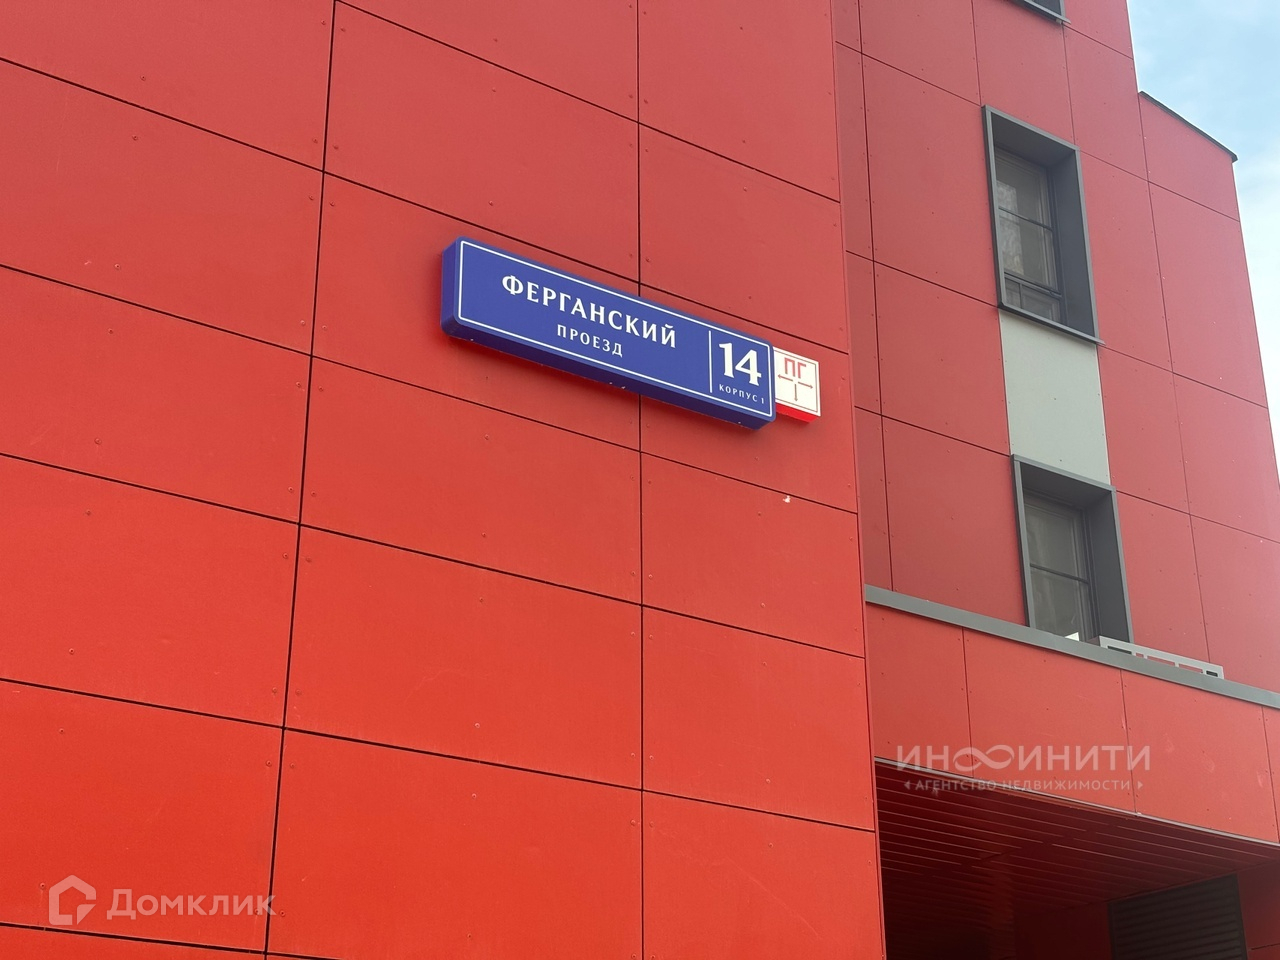 ФЕРГАНСКИЙ
ПРОЕЗД
14
КОРПУС 1
ПГ
ИНФИНИТИ
АГЕНТСТВО НЕДВИЖИМОСТИ
Домклик